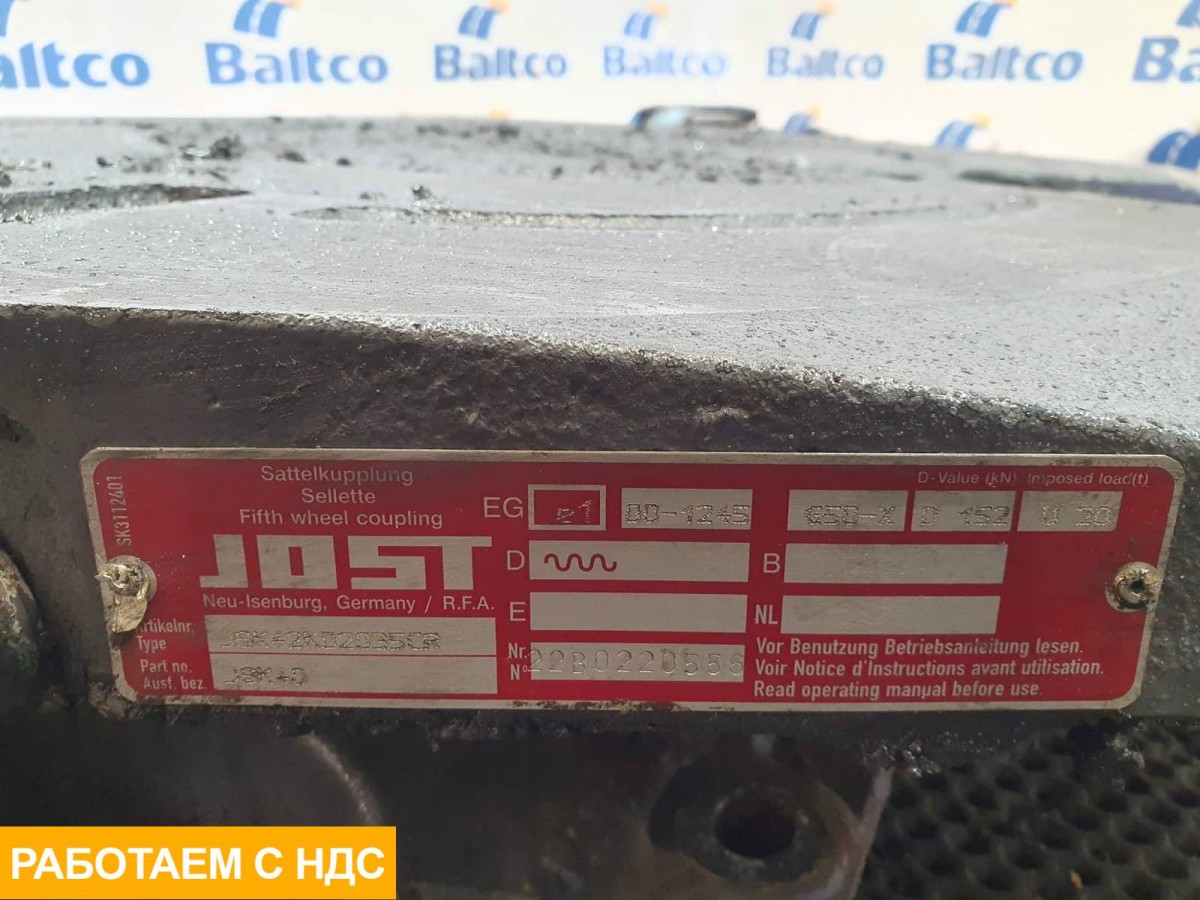 altco Baltco Baltco Baltco Baltco Baltco Baltco
SK3112401
Sattelkupplung
Sellette
Fifth wheel coupling
JOST
Neu-Isenburg, Germany / R.F.A.
Artikelnr. Type JSK42KD2035CR
Part no. Ausf. bez. JSK40
D-Value (kN) Imposed load(t)
EG e1 00-1245 G50-X D 152 U 20
D B
E NL
Nr. N° 22B0220556
Vor Benutzung Betriebsanleitung lesen.
Voir Notice d'Instructions avant utilisation.
Read operating manual before use.
РАБОТАЕМ С НДС